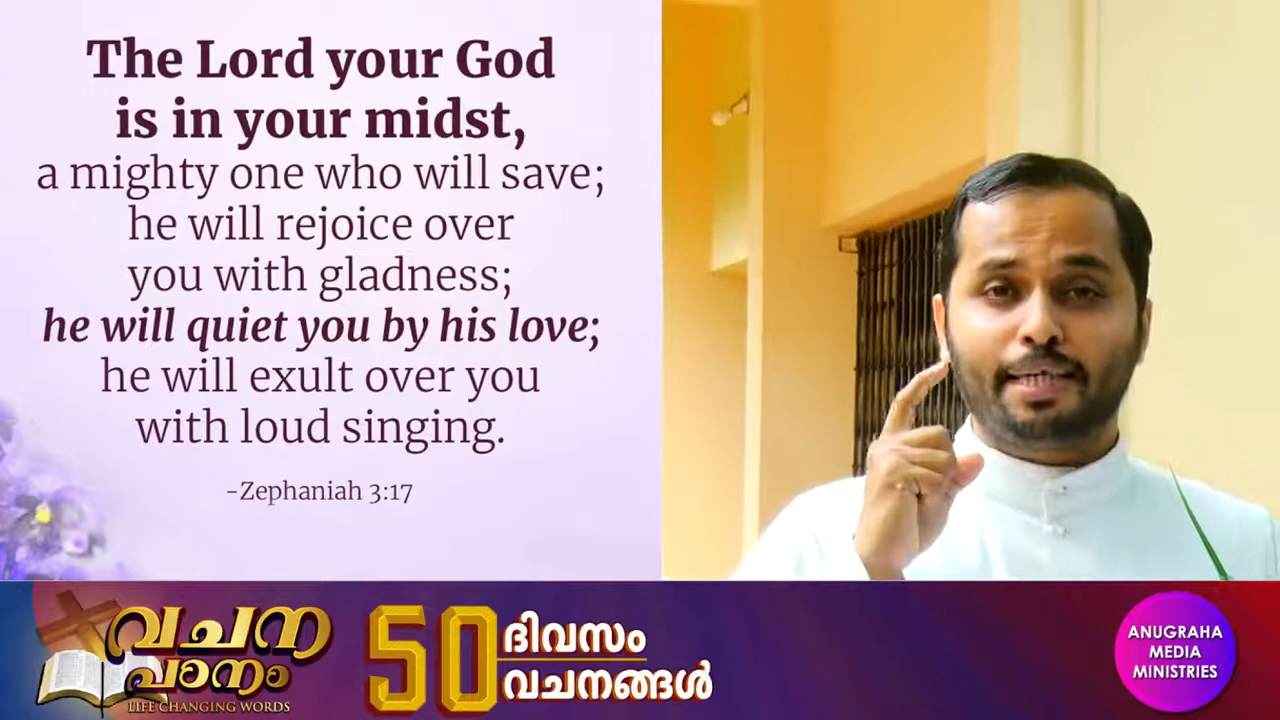 The Lord your God
is in your midst,
a mighty one who will save;
he will rejoice over
you with gladness;
he will quiet you by his love;
he will exult over you
with loud singing.
-Zephaniah 3:17
വചന
പാനം
LIFE CHANGING WORDS
50 ദിവസം
വചനങ്ങൾ
ANUGRAHA
MEDIA
MINISTRIES